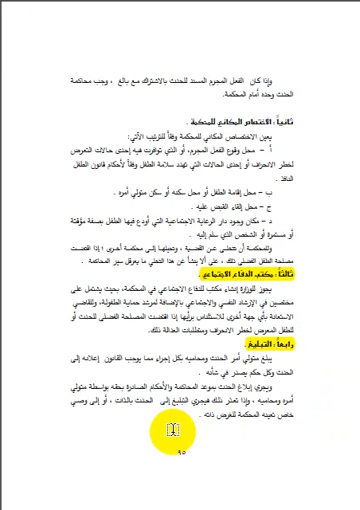 وإذا كان الفعل المجرم المسند للحدث بالاشتراك مع بالغ ، وجب محاكمة
الحدث وحده أمام المحكمة.
ثانياً : الاختصاص المكاني للمحكمة .
يعين الاختصاص المكاني للمحكمة وفقاً للترتيب الآتي:
أ – محل وقوع الفعل المجرم، أو الذي توافرت فيه إحدى حالات التعرض
لخطر الانحراف أو إحدى الحالات التي تهدد سلامة الطفل وفقاً لأحكام قانون الطفل
النافذ .
ب – محل إقامة الطفل أو محل سكنه أو سكن متولي أمره .
ج – محل إلقاء القبض عليه .
د – مكان وجود دار الرعاية الاجتماعية التي أودع فيها الطفل بصفة مؤقتة
أو مستمرة أو الشخص الذي سلم إليه .
وللمحكمة أن تتخلى عن القضية ، وتحيلها إلى محكمة أخرى ؛ إذا اقتضت
مصلحة الطفل الفضلى ذلك ، على ألا ينشأ عن هذا التخلي ما يعرقل سير المحاكمة .
ثالثاً : مكتب الدفاع الاجتماعي .
يجوز للوزارة إنشاء مكتب للدفاع الاجتماعي في المحكمة، بحيث يشتمل على
مختصين في الإرشاد النفسي والاجتماعي بالإضافة لمرشد حماية الطفولة، وللقاضي
الاستعانة بأي جهة أخرى للاستئناس برأيها إذا اقتضت المصلحة الفضلى للحدث أو
للطفل المعرض لخطر الانحراف ومتطلبات العدالة ذلك.
رابعاً : التبليغ .
يبلغ متولي أمر الحدث ومحاميه بكل إجراء مما يوجب القانون إعلانه إلى
الحدث وكل حكم يصدر في شأنه .
ويجري إبلاغ الحدث بموعد المحاكمة والأحكام الصادرة بحقه بواسطة متولي
أمره ومحاميه ، وإذا تعذر ذلك فيجري التبليغ إلى الحدث بالذات ، أو إلى وصي
خاص تعينه المحكمة للغرض ذاته .
٩٥